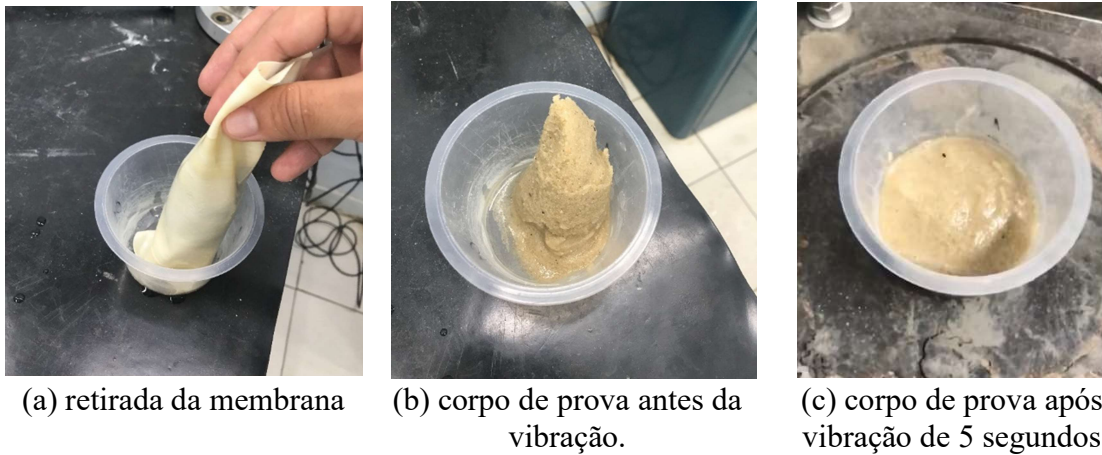 (a) retirada da membrana
(b) corpo de prova antes da
vibração.
(c) corpo de prova após
vibração de 5 segundos